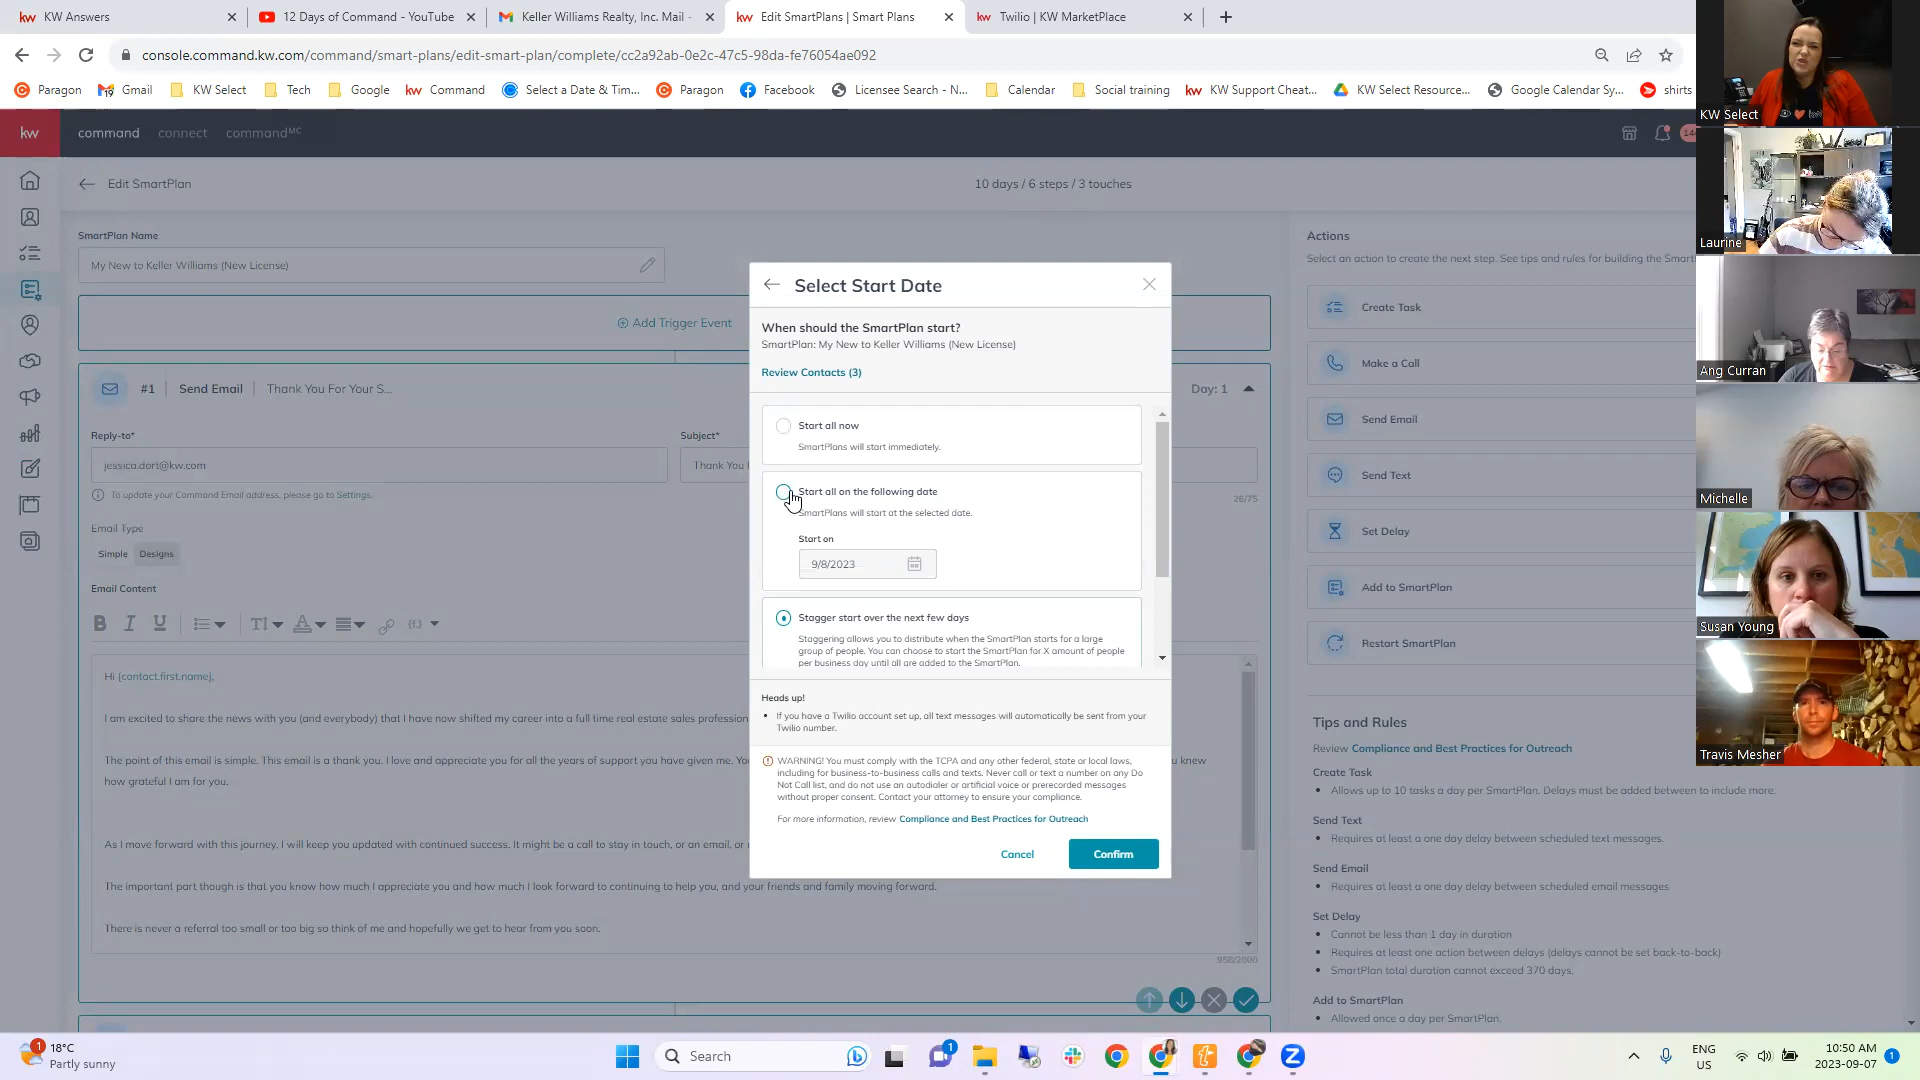 kw KW Answers
12 Days of Command - YouTube
Keller Williams Realty, Inc. Mail -
kw Edit SmartPlans | Smart Plans
kw Twilio | KW MarketPlace
console.command.kw.com/command/smart-plans/edit-smart-plan/complete/cc2a92ab-0e2c-47c5-98da-fe76054ae092
Paragon
Gmail
KW Select
Tech
Google
kw Command
Select a Date & Tim...
Paragon
Facebook
Licensee Search - N...
Calendar
Social training
kw KW Support Cheat...
KW Select Resource...
Google Calendar Sy...
shirts
kw command connect commandMC
144
Edit SmartPlan
10 days / 6 steps / 3 touches
SmartPlan Name
My New to Keller Williams (New License)
Add Trigger Event
#1 Send Email Thank You For Your S...
Day: 1
Reply-to*
Subject*
jessica.dort@kw.com
Thank You
To update your Command Email address, please go to Settings.
26/75
Email Type
Simple Designs
Email Content
B I U
Hi {contact.first.name},
I am excited to share the news with you (and everybody) that I have now shifted my career into a full time real estate sales profession
The point of this email is simple. This email is a thank you. I love and appreciate you for all the years of support you have given me. You
u knew
how grateful I am for you.
As I move forward with this journey, I will keep you updated with continued success. It might be a call to stay in touch, or an email, or
The important part though is that you know how much I appreciate you and how much I look forward to continuing to help you, and your friends and family moving forward.
There is never a referral too small or too big so think of me and hopefully we get to hear from you soon.
958/2000
Select Start Date
When should the SmartPlan start?
SmartPlan: My New to Keller Williams (New License)
Review Contacts (3)
Start all now
SmartPlans will start immediately.
Start all on the following date
SmartPlans will start at the selected date.
Start on
9/8/2023
Stagger start over the next few days
Staggering allows you to distribute when the SmartPlan starts for a large
group of people. You can choose to start the SmartPlan for X amount of people
per business day until all are added to the SmartPlan.
Heads up!
If you have a Twilio account set up, all text messages will automatically be sent from your
Twilio number.
WARNING! You must comply with the TCPA and any other federal, state or local laws,
including for business-to-business calls and texts. Never call or text a number on any Do
Not Call list, and do not use an autodialer or artificial voice or prerecorded messages
without proper consent. Contact your attorney to ensure your compliance.
For more information, review Compliance and Best Practices for Outreach
Cancel
Confirm
Actions
Select an action to create the next step. See tips and rules for building the Smart
Create Task
Make a Call
Send Email
Send Text
Set Delay
Add to SmartPlan
Restart SmartPlan
Tips and Rules
Review Compliance and Best Practices for Outreach
Create Task
Allows up to 10 tasks a day per SmartPlan. Delays must be added between to include more.
Send Text
Requires at least a one day delay between scheduled text messages.
Send Email
Requires at least a one day delay between scheduled email messages
Set Delay
Cannot be less than 1 day in duration
Requires at least one action between delays (delays cannot be set back-to-back)
SmartPlan total duration cannot exceed 370 days.
Add to SmartPlan
Allowed once a day per SmartPlan.
KW Select
Laurine
Ang Curran
Michelle
Susan Young
Travis Mesher
1
18°C
Partly sunny
Search
1
ENG
US
10:50 AM
2023-09-07
1